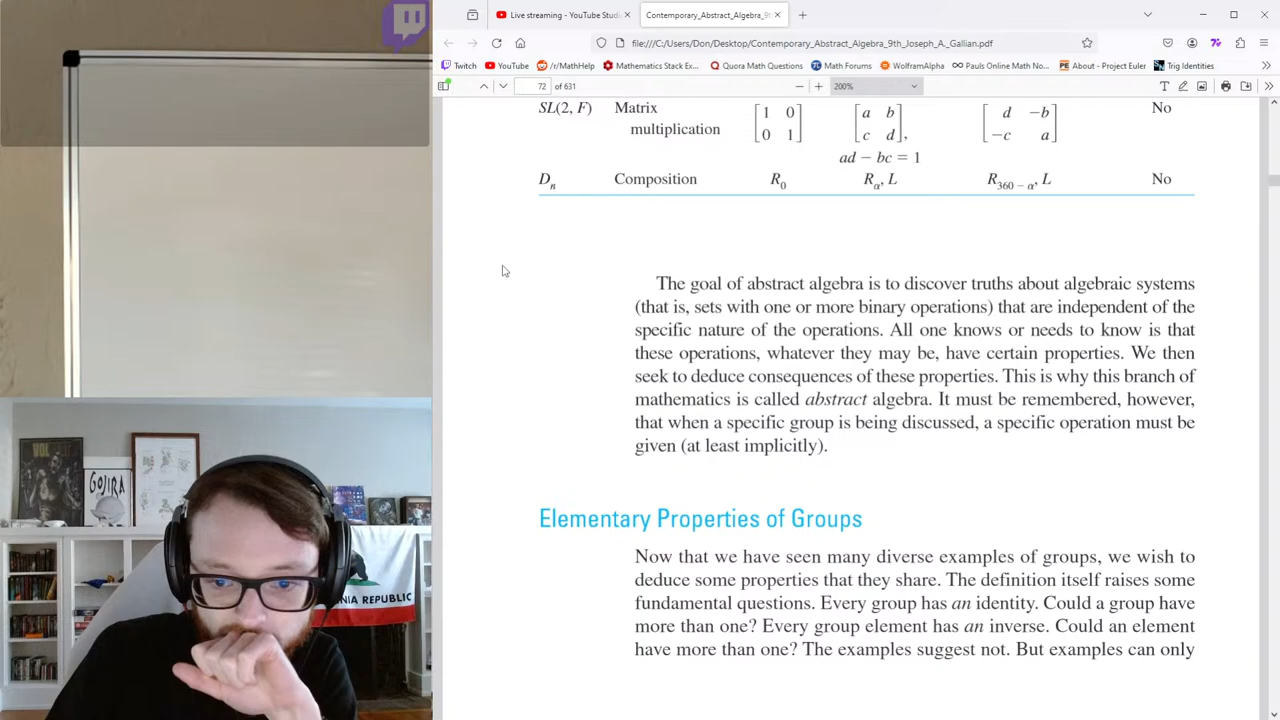 Live streaming - YouTube Studi
Contemporary_Abstract_Algebra_9th
file:///C:/Users/Don/Desktop/Contemporary_Abstract_Algebra_9th_Joseph_A._Gallian.pdf
Twitch YouTube /r/MathHelp Mathematics Stack Ex... Quora Math Questions Math Forums WolframAlpha Pauls Online Math No... About - Project Euler Trig Identities
72 of 631 200%
SL(2, F) Matrix multiplication [1 0 0 1] [a b c d], [d −b −c a] No
ad − bc = 1
Dn Composition R0 Rα, L R360 − α, L No
The goal of abstract algebra is to discover truths about algebraic systems
(that is, sets with one or more binary operations) that are independent of the
specific nature of the operations. All one knows or needs to know is that
these operations, whatever they may be, have certain properties. We then
seek to deduce consequences of these properties. This is why this branch of
mathematics is called abstract algebra. It must be remembered, however,
that when a specific group is being discussed, a specific operation must be
given (at least implicitly).
Elementary Properties of Groups
Now that we have seen many diverse examples of groups, we wish to
deduce some properties that they share. The definition itself raises some
fundamental questions. Every group has an identity. Could a group have
more than one? Every group element has an inverse. Could an element
have more than one? The examples suggest not. But examples can only
GOJIRA
NIA REPUBLIC